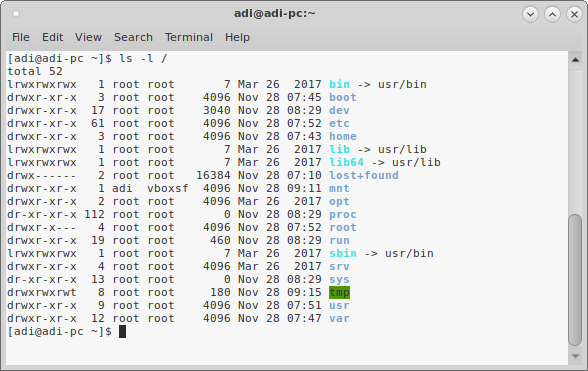 adi@adi-pc:~
File Edit View Search Terminal Help
[adi@adi-pc ~]$ ls -l /
total 52
lrwxrwxrwx   1 root root       7 Mar 26  2017 bin -> usr/bin
drwxr-xr-x   3 root root    4096 Nov 28 07:45 boot
drwxr-xr-x  17 root root    3040 Nov 28 08:29 dev
drwxr-xr-x  61 root root    4096 Nov 28 07:52 etc
drwxr-xr-x   3 root root    4096 Nov 28 07:43 home
lrwxrwxrwx   1 root root       7 Mar 26  2017 lib -> usr/lib
lrwxrwxrwx   1 root root       7 Mar 26  2017 lib64 -> usr/lib
drwx------   2 root root   16384 Nov 28 07:10 lost+found
drwxr-xr-x   1 adi  vboxsf  4096 Nov 28 09:11 mnt
drwxr-xr-x   2 root root    4096 Mar 26  2017 opt
dr-xr-xr-x 112 root root       0 Nov 28 08:29 proc
drwxr-x---   4 root root    4096 Nov 28 07:52 root
drwxr-xr-x  19 root root     460 Nov 28 08:29 run
lrwxrwxrwx   1 root root       7 Mar 26  2017 sbin -> usr/bin
drwxr-xr-x   4 root root    4096 Mar 26  2017 srv
dr-xr-xr-x  13 root root       0 Nov 28 08:29 sys
drwxrwxrwt   8 root root     180 Nov 28 09:15 tmp
drwxr-xr-x   9 root root    4096 Nov 28 07:51 usr
drwxr-xr-x  12 root root    4096 Nov 28 07:47 var
[adi@adi-pc ~]$